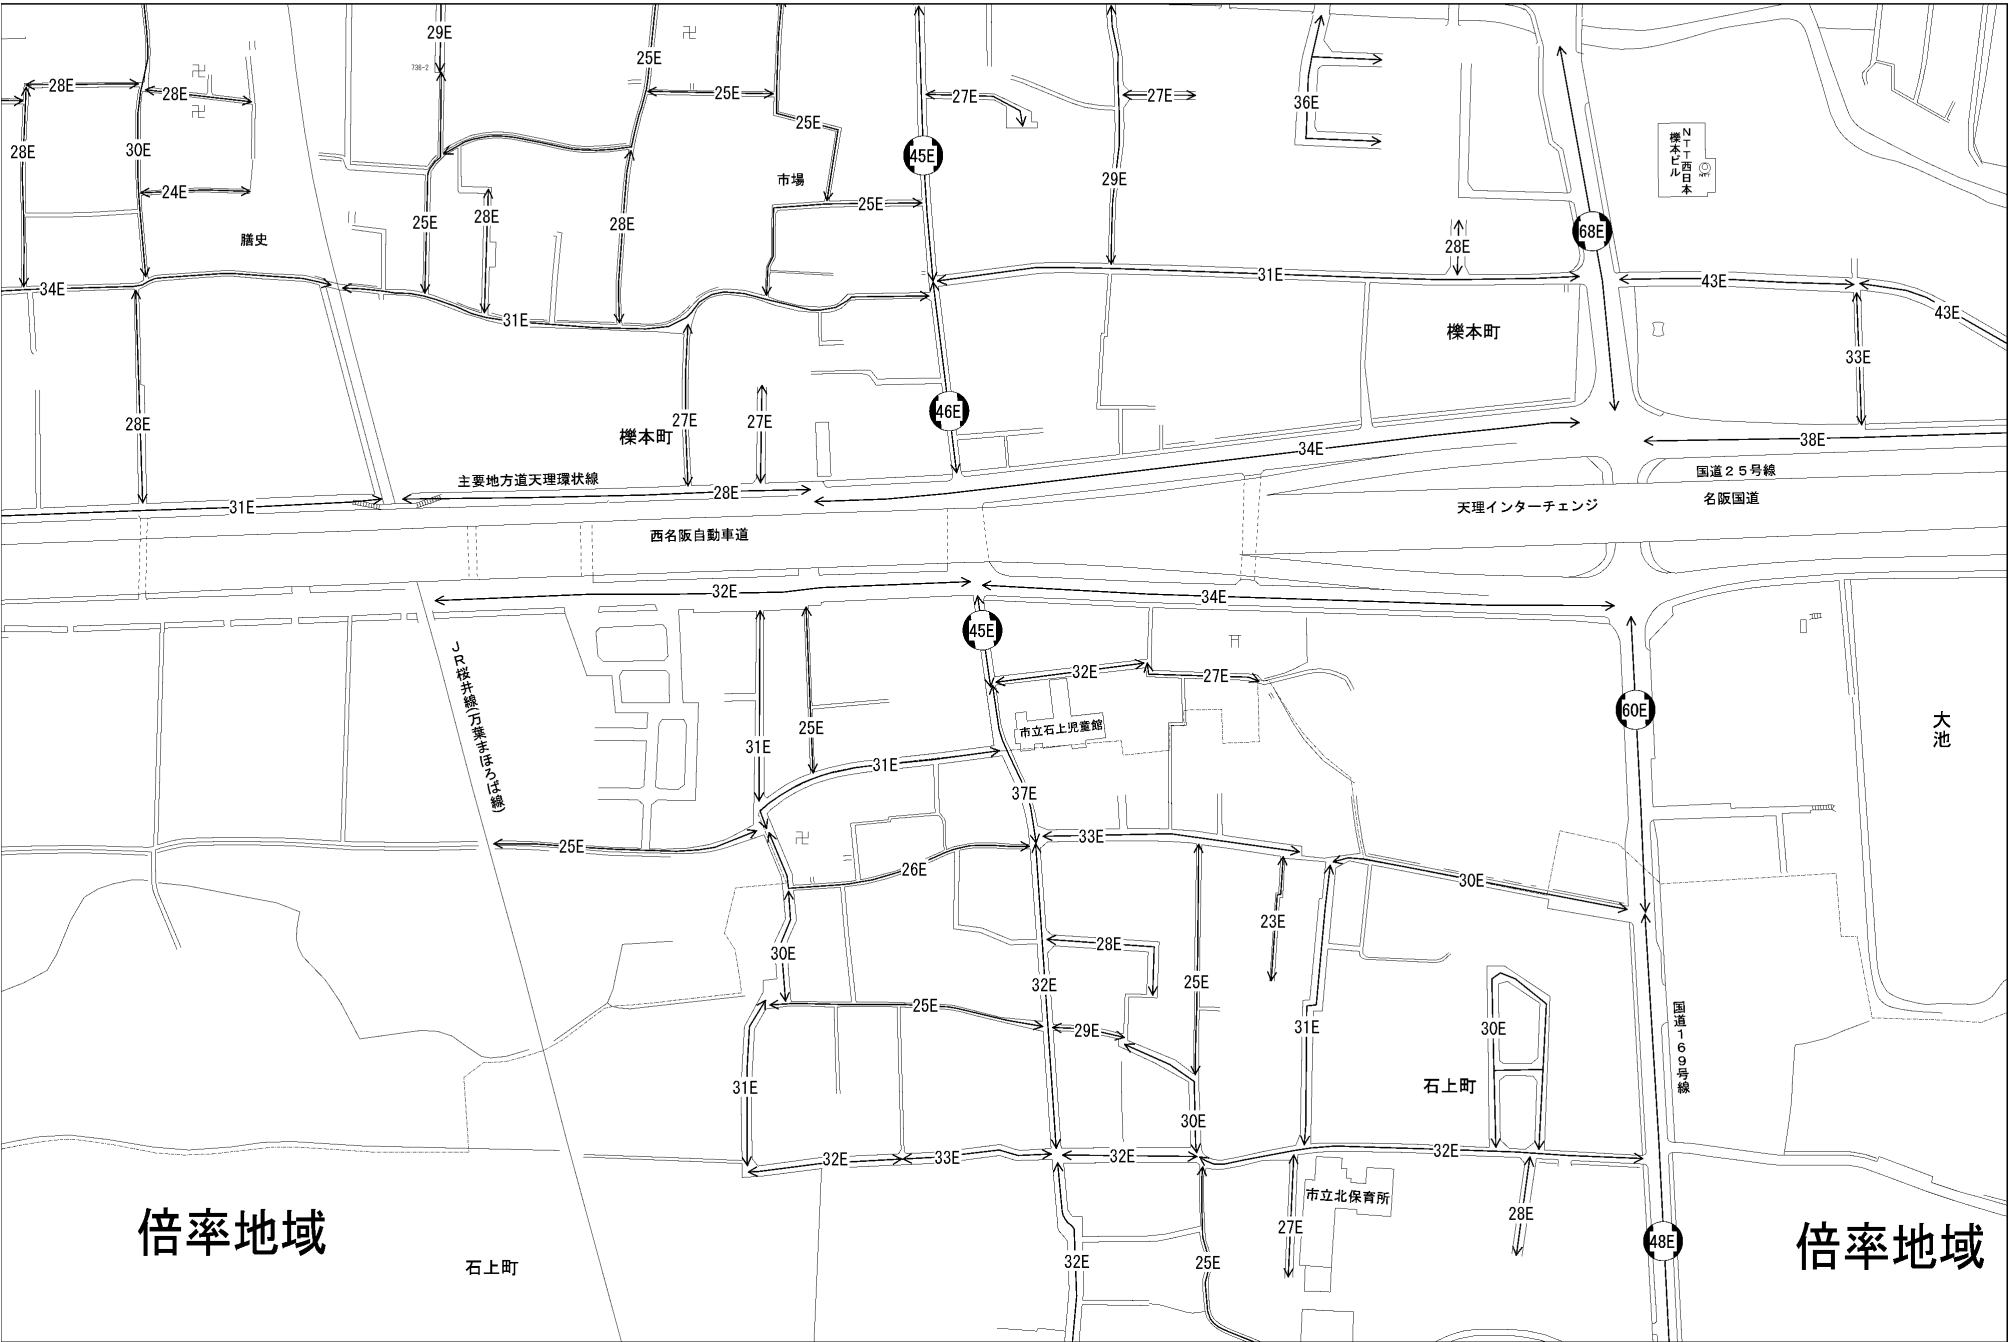 29E
25E
736-2
28E
28E
25E
27E
27E
36E
25E
30E
28E
45E
NTT西日本
櫟本ビル
NTT
市場
29E
24E
25E
28E
25E
28E
68E
膳史
28E
34E
31E
43E
31E
43E
櫟本町
33E
28E
46E
27E
27E
櫟本町
34E
38E
主要地方道天理環状線
国道25号線
28E
名阪国道
31E
天理インターチェンジ
西名阪自動車道
32E
34E
45E
JR桜井線(万葉まほろば線)
32E
27E
60E
市立石上児童館
大池
25E
31E
31E
37E
33E
25E
26E
30E
23E
28E
30E
32E
25E
25E
国道169号線
29E
31E
30E
石上町
31E
30E
32E
33E
32E
32E
市立北保育所
28E
27E
倍率地域
48E
倍率地域
石上町
32E
25E